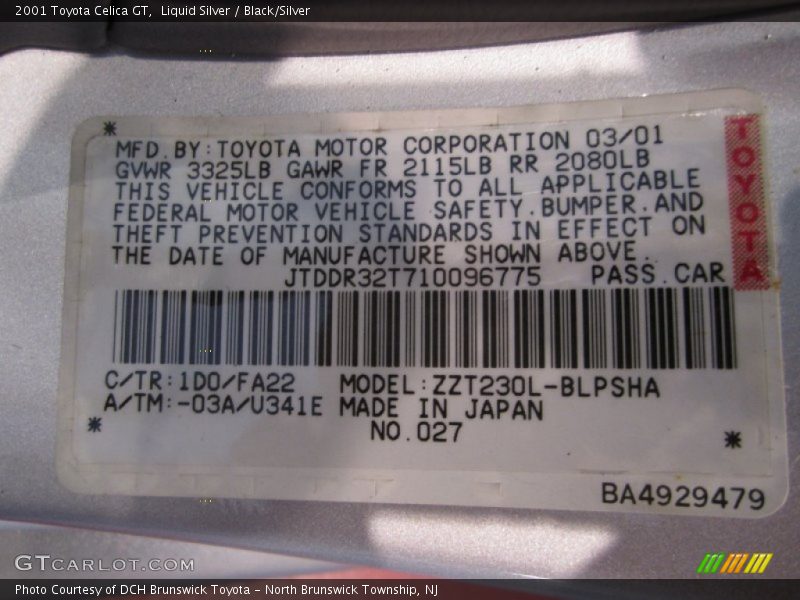 2001 Toyota Celica GT, Liquid Silver / Black/Silver
MFD.BY:TOYOTA MOTOR CORPORATION 03/01
GVWR 3325LB GAWR FR 2115LB RR 2080LB
THIS VEHICLE CONFORMS TO ALL APPLICABLE
FEDERAL MOTOR VEHICLE SAFETY.BUMPER.AND
THEFT PREVENTION STANDARDS IN EFFECT ON
THE DATE OF MANUFACTURE SHOWN ABOVE.
JTDDR32T710096775 PASS.CAR
TOYOTA
C/TR:1D0/FA22 MODEL:ZZT230L-BLPSHA
A/TM:-03A/U341E MADE IN JAPAN
NO.027
BA4929479
GTCARLOT.COM
Photo Courtesy of DCH Brunswick Toyota - North Brunswick Township, NJ